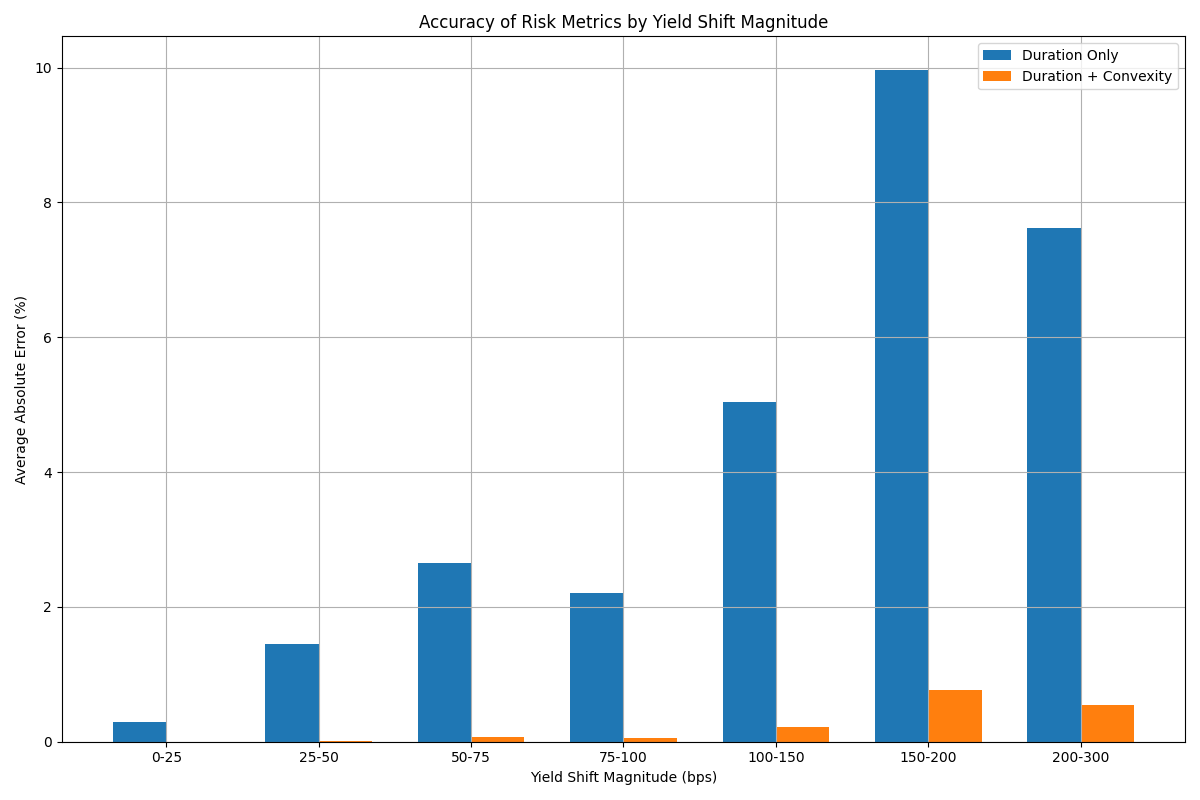 Accuracy of Risk Metrics by Yield Shift Magnitude
Duration Only
Duration + Convexity
Average Absolute Error (%)
10
8
6
4
2
0
0-25
25-50
50-75
75-100
100-150
150-200
200-300
Yield Shift Magnitude (bps)